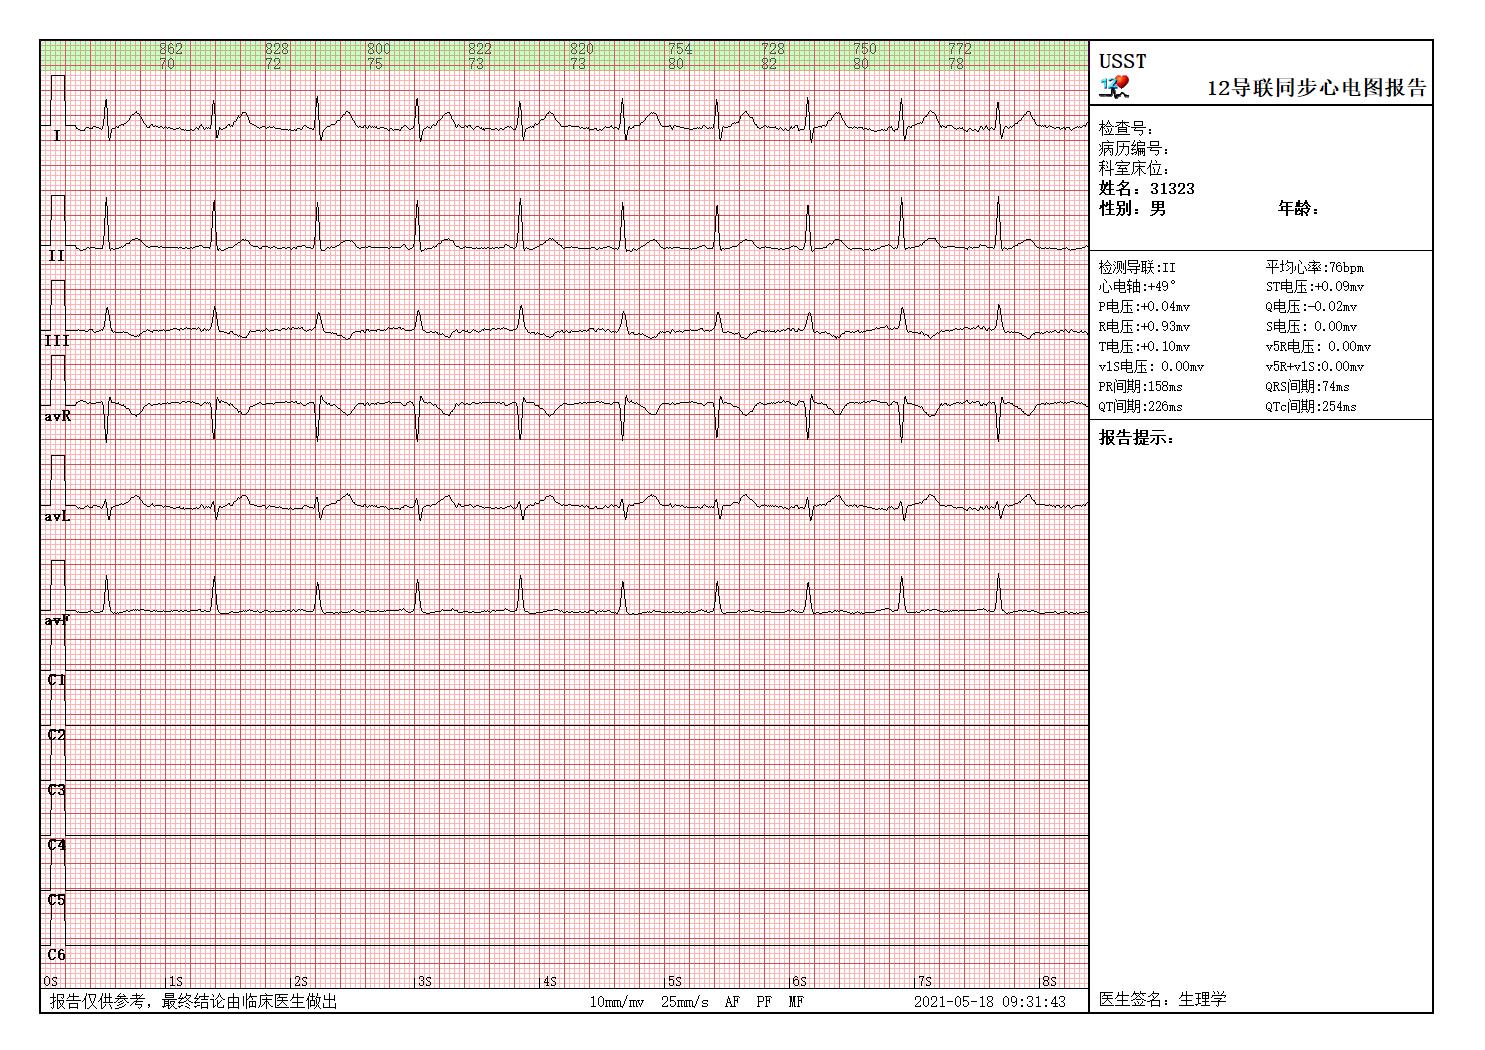 862 828 800 822 820 754 728 750 772
70 72 75 73 73 80 82 80 78
I
II
III
avR
avL
avF
C1
C2
C3
C4
C5
C6
0S 1S 2S 3S 4S 5S 6S 7S 8S
报告仅供参考，最终结论由临床医生做出 10mm/mv 25mm/s AF PF MF 2021-05-18 09:31:43
USST
12
12导联同步心电图报告
检查号：
病历编号：
科室床位：
姓名：31323
性别：男 年龄：
检测导联:II 平均心率:76bpm
心电轴:+49° ST电压:+0.09mv
P电压:+0.04mv Q电压:-0.02mv
R电压:+0.93mv S电压: 0.00mv
T电压:+0.10mv v5R电压: 0.00mv
v1S电压: 0.00mv v5R+v1S:0.00mv
PR间期:158ms QRS间期:74ms
QT间期:226ms QTc间期:254ms
报告提示：
医生签名：生理学